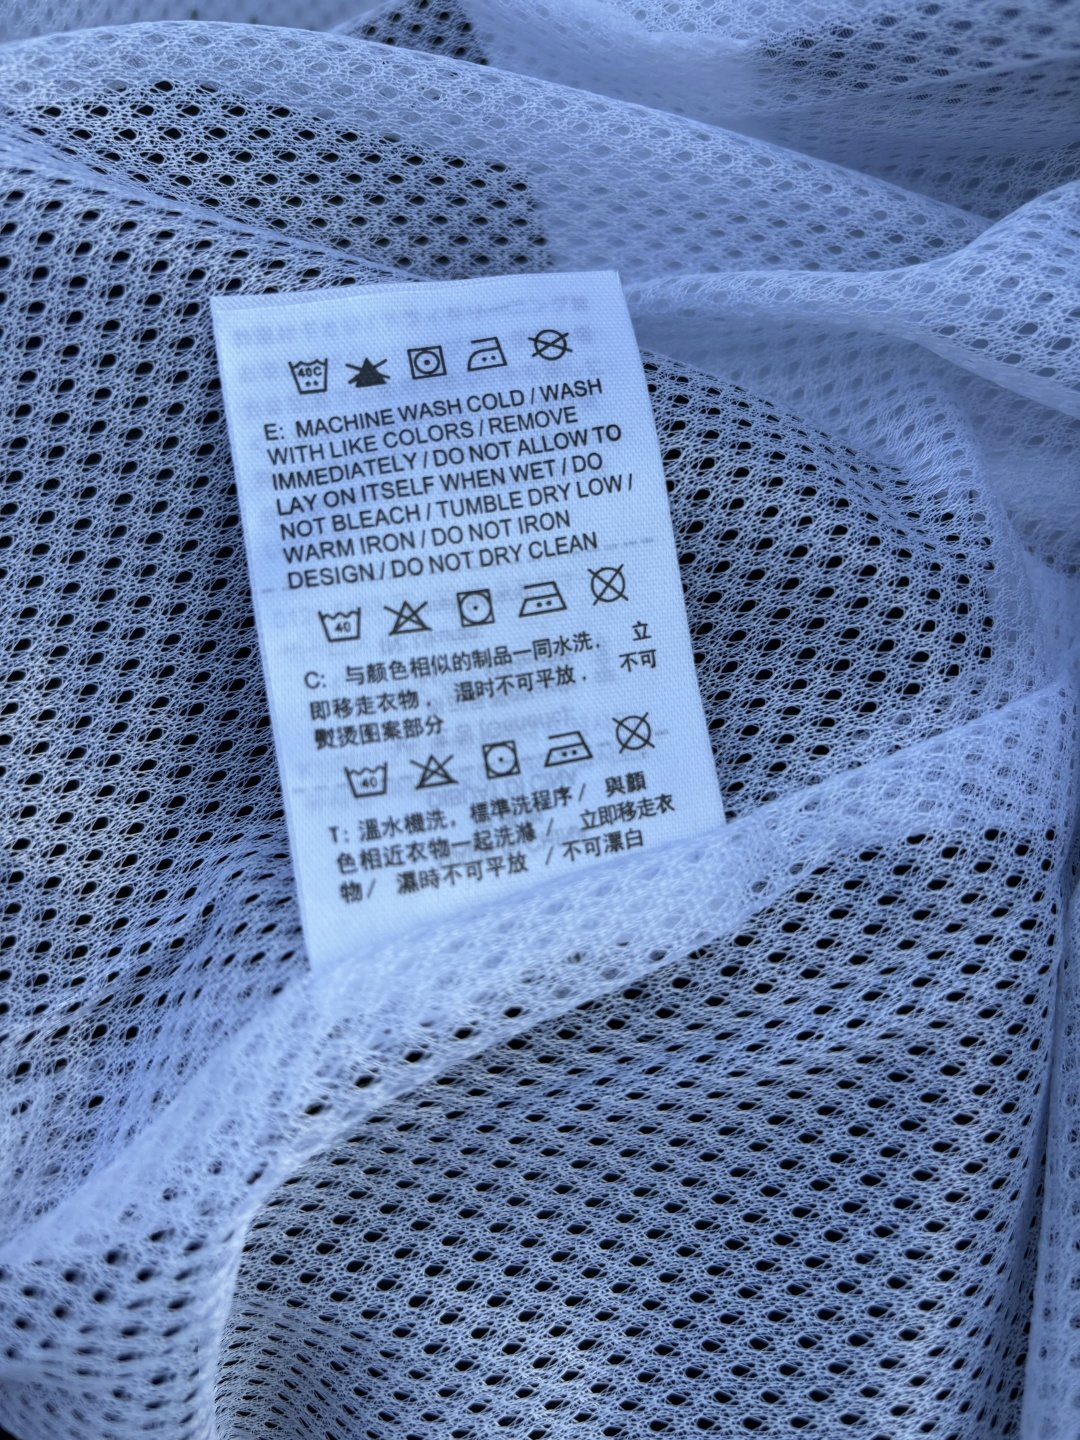 40C
E: MACHINE WASH COLD / WASH
WITH LIKE COLORS / REMOVE
IMMEDIATELY / DO NOT ALLOW TO
LAY ON ITSELF WHEN WET / DO
NOT BLEACH / TUMBLE DRY LOW /
WARM IRON / DO NOT IRON
DESIGN / DO NOT DRY CLEAN
40
C: 与颜色相似的制品一同水洗. 立
即移走衣物. 湿时不可平放. 不可
熨烫图案部分
40
T: 溫水機洗. 標準洗程序 / 與顏
色相近衣物一起洗滌 / 立即移走衣
物 / 濕時不可平放 / 不可漂白